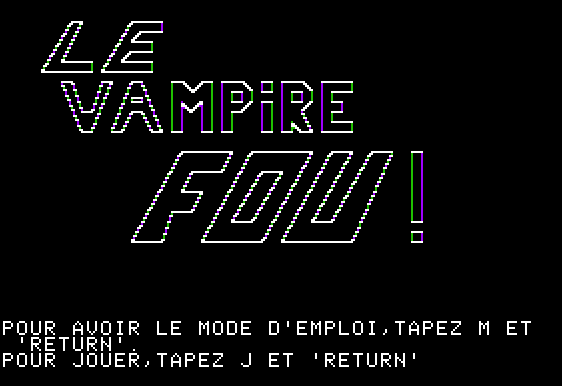 LE
VAMPiRE
FOU!
POUR AVOIR LE MODE D'EMPLOI,TAPEZ M ET
'RETURN'.
POUR JOUER,TAPEZ J ET 'RETURN'